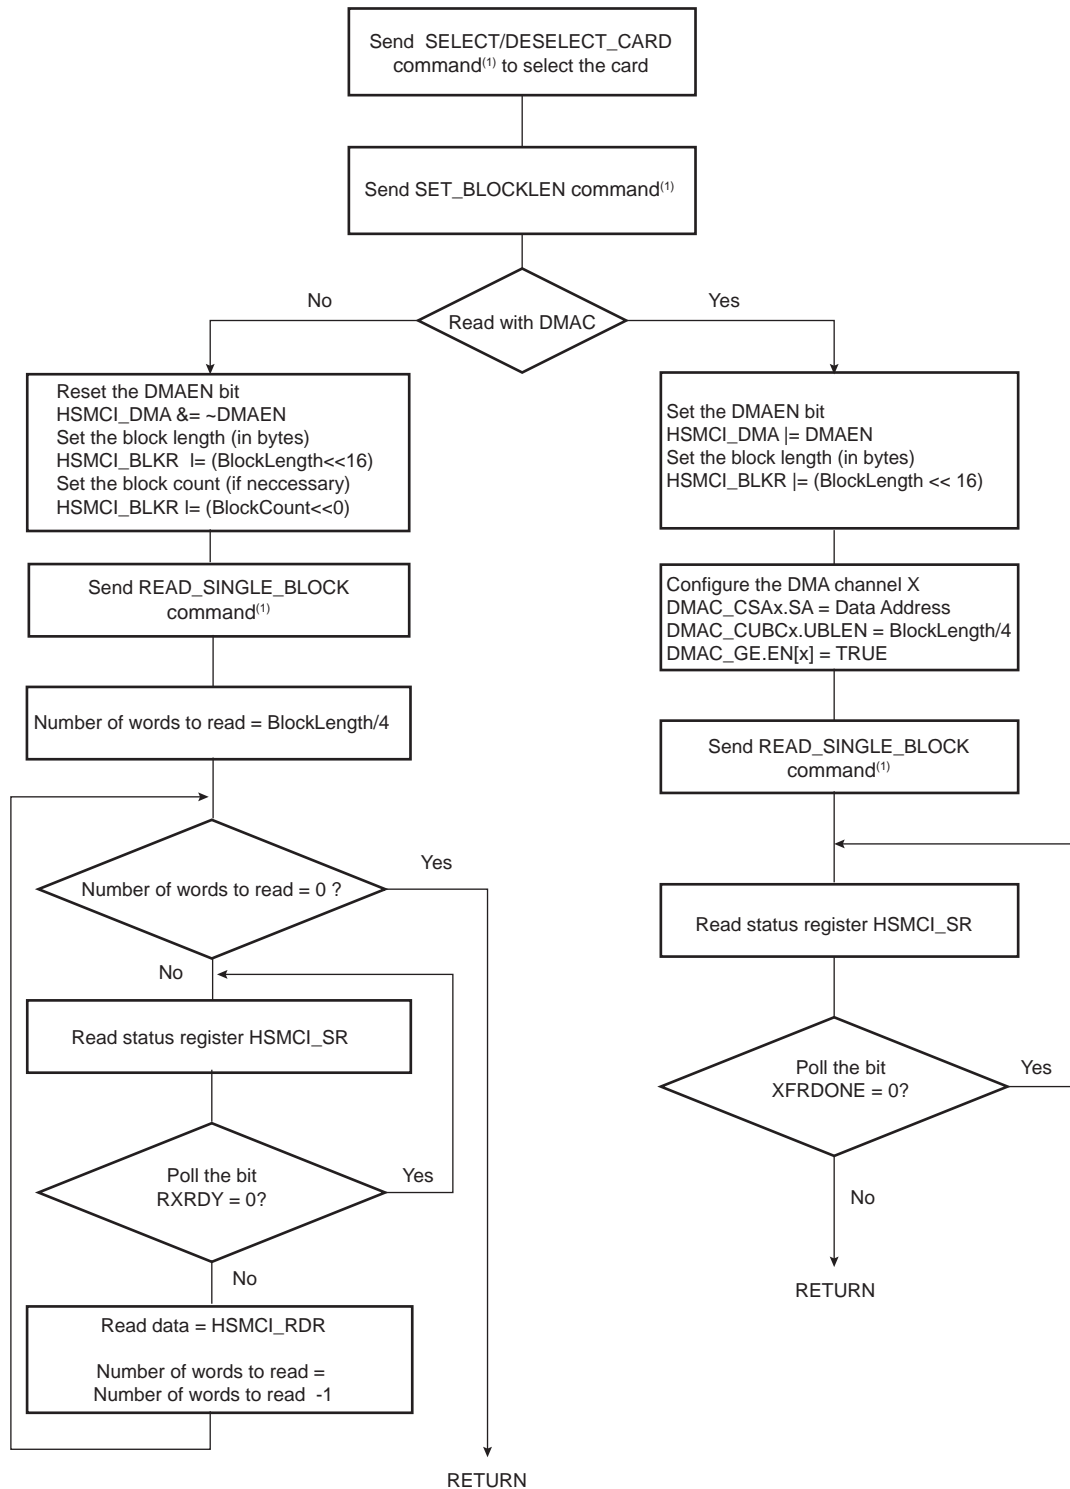 Send SELECT/DESELECT_CARD
command(1) to select the card
Send SET_BLOCKLEN command(1)
No
Yes
Read with DMAC
Reset the DMAEN bit
HSMCI_DMA &= ~DMAEN
Set the block length (in bytes)
HSMCI_BLKR |= (BlockLength<<16)
Set the block count (if neccessary)
HSMCI_BLKR |= (BlockCount<<0)
Send READ_SINGLE_BLOCK
command(1)
Number of words to read = BlockLength/4
Number of words to read = 0 ?
Yes
No
Read status register HSMCI_SR
Poll the bit
RXRDY = 0?
Yes
No
Read data = HSMCI_RDR
Number of words to read =
Number of words to read -1
RETURN
Set the DMAEN bit
HSMCI_DMA |= DMAEN
Set the block length (in bytes)
HSMCI_BLKR |= (BlockLength << 16)
Configure the DMA channel X
DMAC_CSAx.SA = Data Address
DMAC_CUBCx.UBLEN = BlockLength/4
DMAC_GE.EN[x] = TRUE
Send READ_SINGLE_BLOCK
command(1)
Read status register HSMCI_SR
Poll the bit
XFRDONE = 0?
Yes
No
RETURN